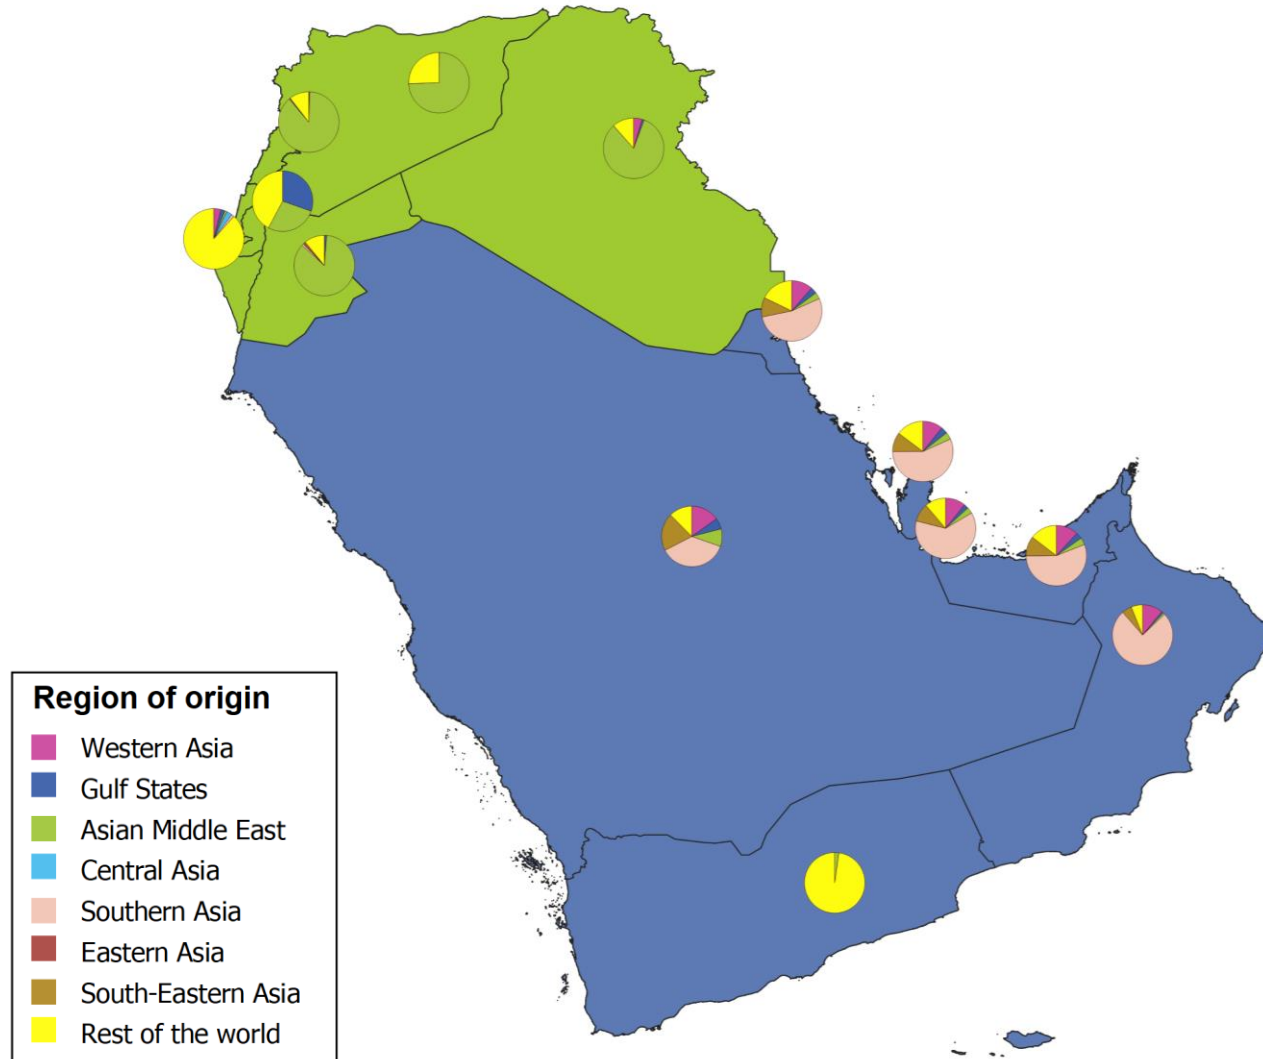 Region of origin
Western Asia
Gulf States
Asian Middle East
Central Asia
Southern Asia
Eastern Asia
South-Eastern Asia
Rest of the world